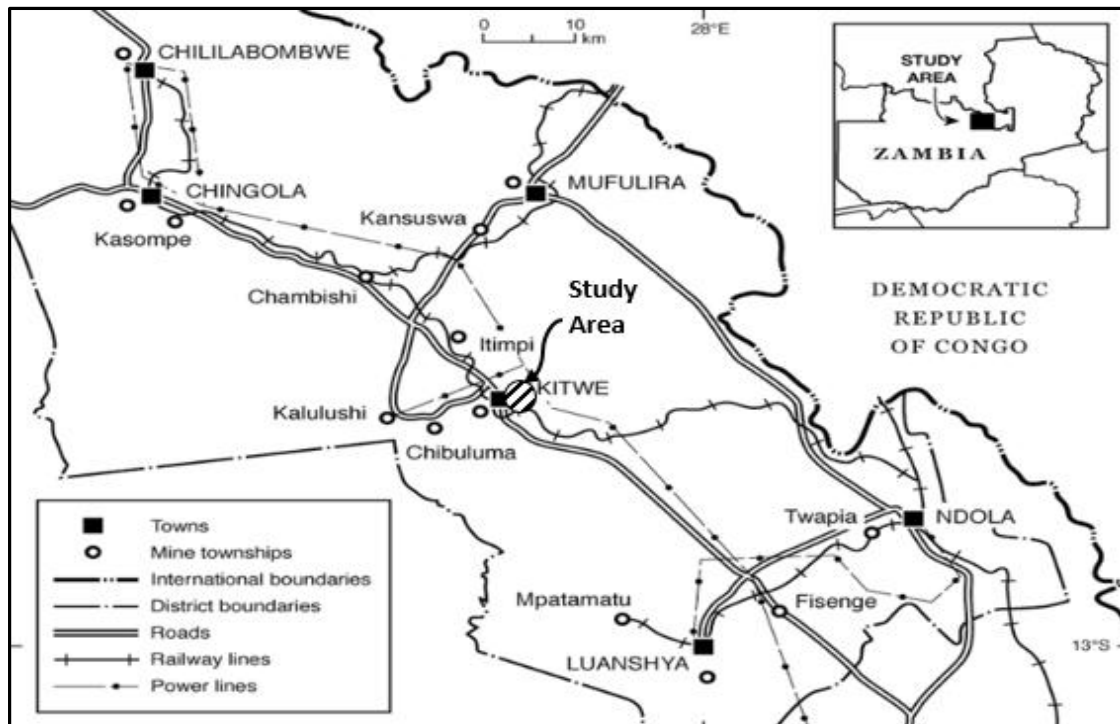 0 10
km
28°E
CHILILABOMBWE
STUDY
AREA
ZAMBIA
CHINGOLA
MUFULIRA
Kansuswa
Kasompe
Chambishi
Study
Area
DEMOCRATIC
REPUBLIC
OF CONGO
Itimpi
KITWE
Kalulushi
Chibuluma
Twapia
NDOLA
Mpatamatu
Fisenge
LUANSHYA
13°S
Towns
Mine townships
International boundaries
District boundaries
Roads
Railway lines
Power lines